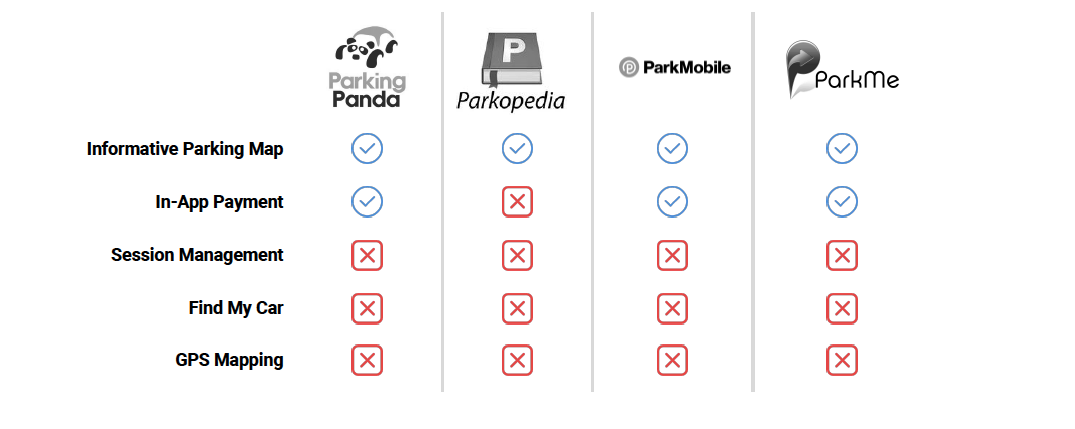 Parking
Panda
P
Parkopedia
P ParkMobile
ParkMe
Informative Parking Map
In-App Payment
Session Management
Find My Car
GPS Mapping